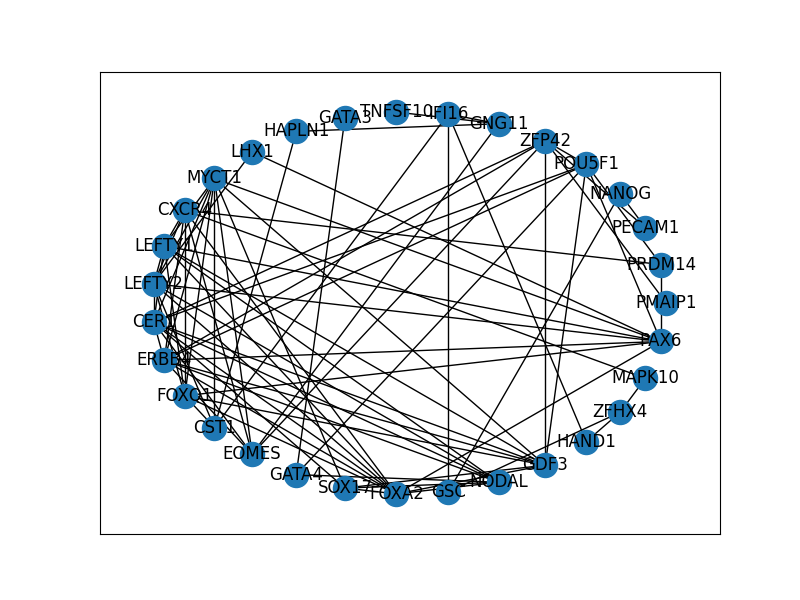 TNFSF10
IFI16
GATA3
GNG11
HAPLN1
ZFP42
LHX1
POU5F1
MYCT1
NANOG
CXCR4
PECAM1
LEFTY1
PRDM14
LEFTY2
PMAIP1
CER1
PAX6
ERBB4
MAPK10
FOXO1
ZFHX4
CST1
HAND1
EOMES
GDF3
GATA4
NODAL
SOX17
FOXA2
GSC